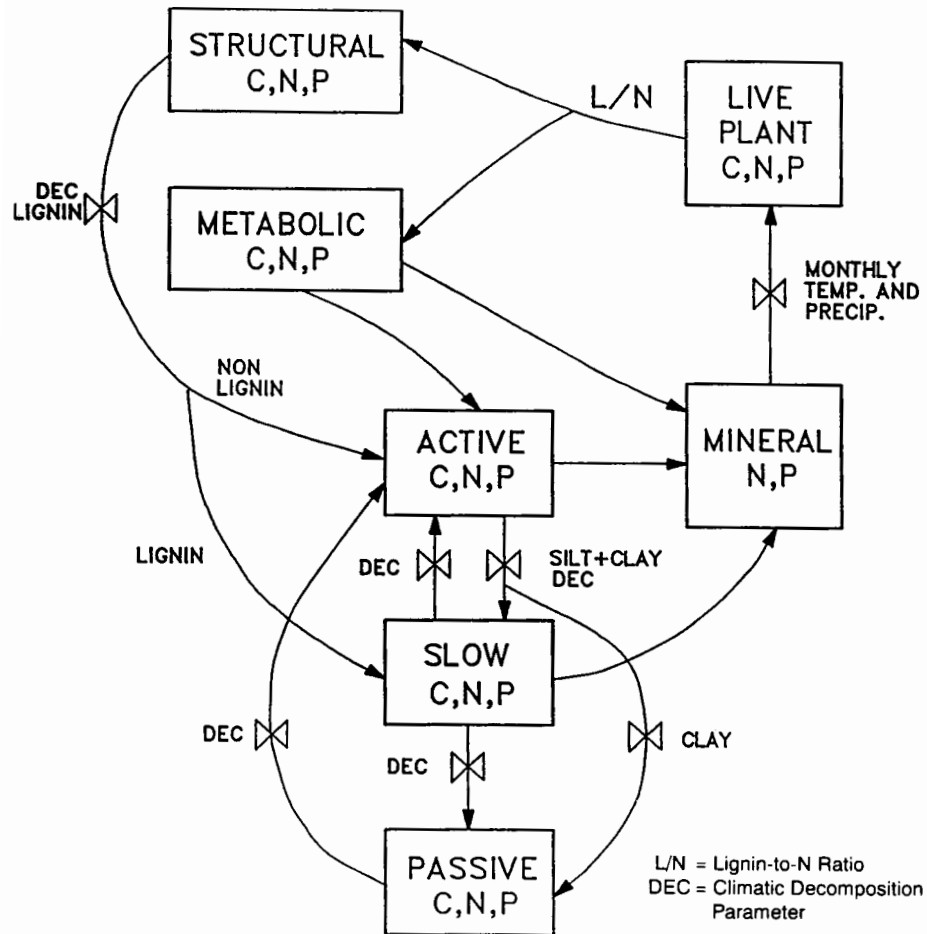 STRUCTURAL
C,N,P
L/N
LIVE
PLANT
C,N,P
DEC
LIGNIN
METABOLIC
C,N,P
MONTHLY
TEMP. AND
PRECIP.
NON
LIGNIN
ACTIVE
C,N,P
MINERAL
N,P
LIGNIN
DEC
SILT+CLAY
DEC
SLOW
C,N,P
DEC
DEC
CLAY
PASSIVE
C,N,P
L/N = Lignin-to-N Ratio
DEC = Climatic Decomposition
Parameter